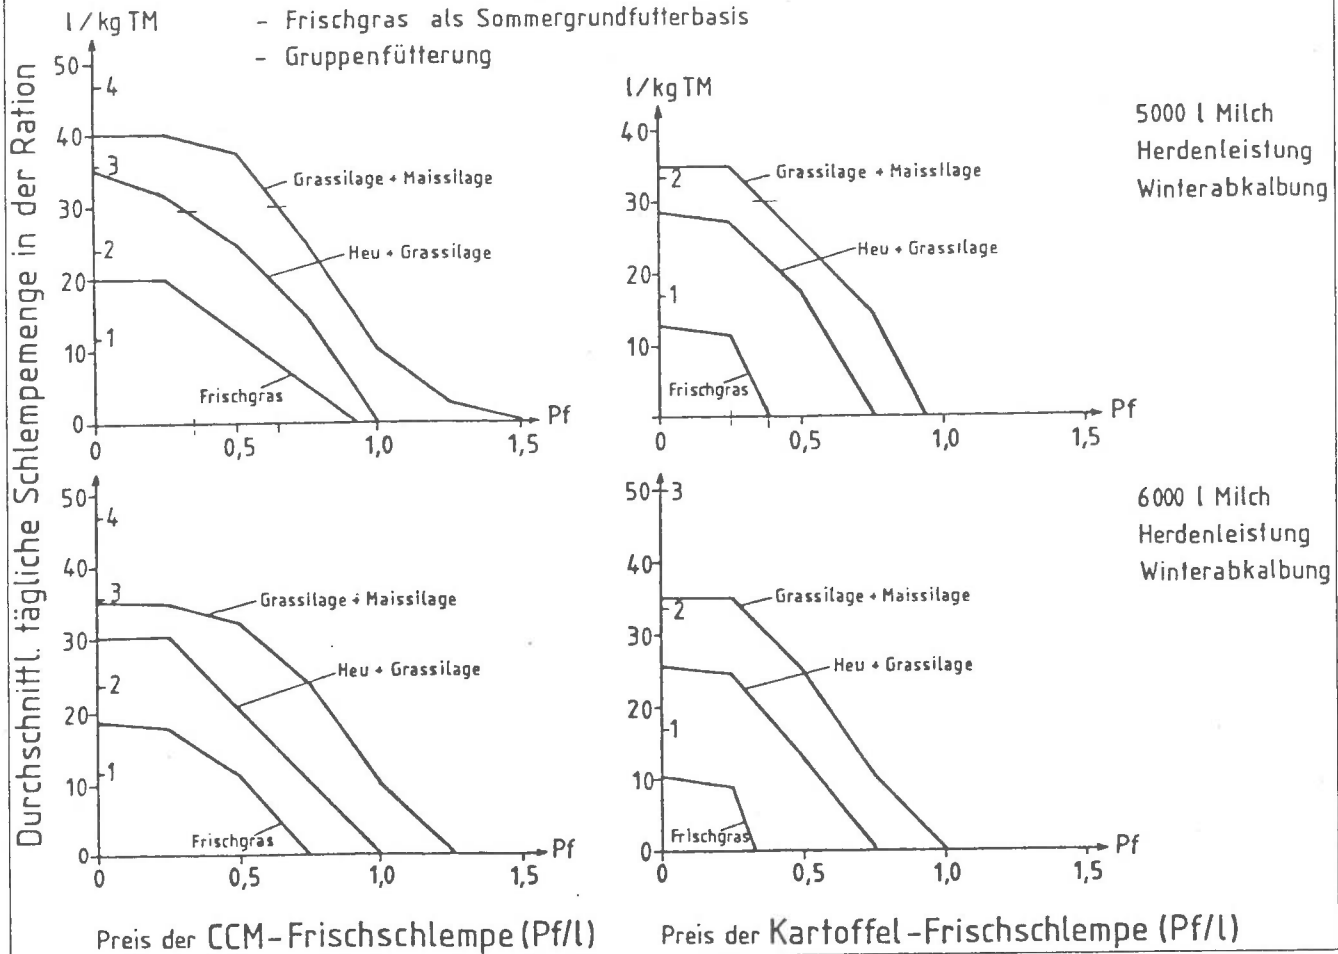 l/kg TM
- Frischgras als Sommergrundfutterbasis
- Gruppenfütterung
Durchschnittl. tägliche Schlempemenge in der Ration
50
4
40
3
30
2
20
1
10
0
Grassilage + Maissilage
Heu + Grassilage
Frischgras
0
0,5
1,0
1,5
Pf
l/kg TM
40
2
30
20
1
10
Grassilage + Maissilage
Heu + Grassilage
Frischgras
0
0,5
1,0
1,5
Pf
5000 l Milch
Herdenleistung
Winterabkalbung
50
4
40
3
30
2
20
1
10
0
Grassilage + Maissilage
Heu + Grassilage
Frischgras
0
0,5
1,0
1,5
Pf
50
3
40
2
30
20
1
10
0
Grassilage + Maissilage
Heu + Grassilage
Frischgras
0
0,5
1,0
1,5
Pf
6000 l Milch
Herdenleistung
Winterabkalbung
Preis der CCM-Frischschlempe (Pf/l)
Preis der Kartoffel-Frischschlempe (Pf/l)